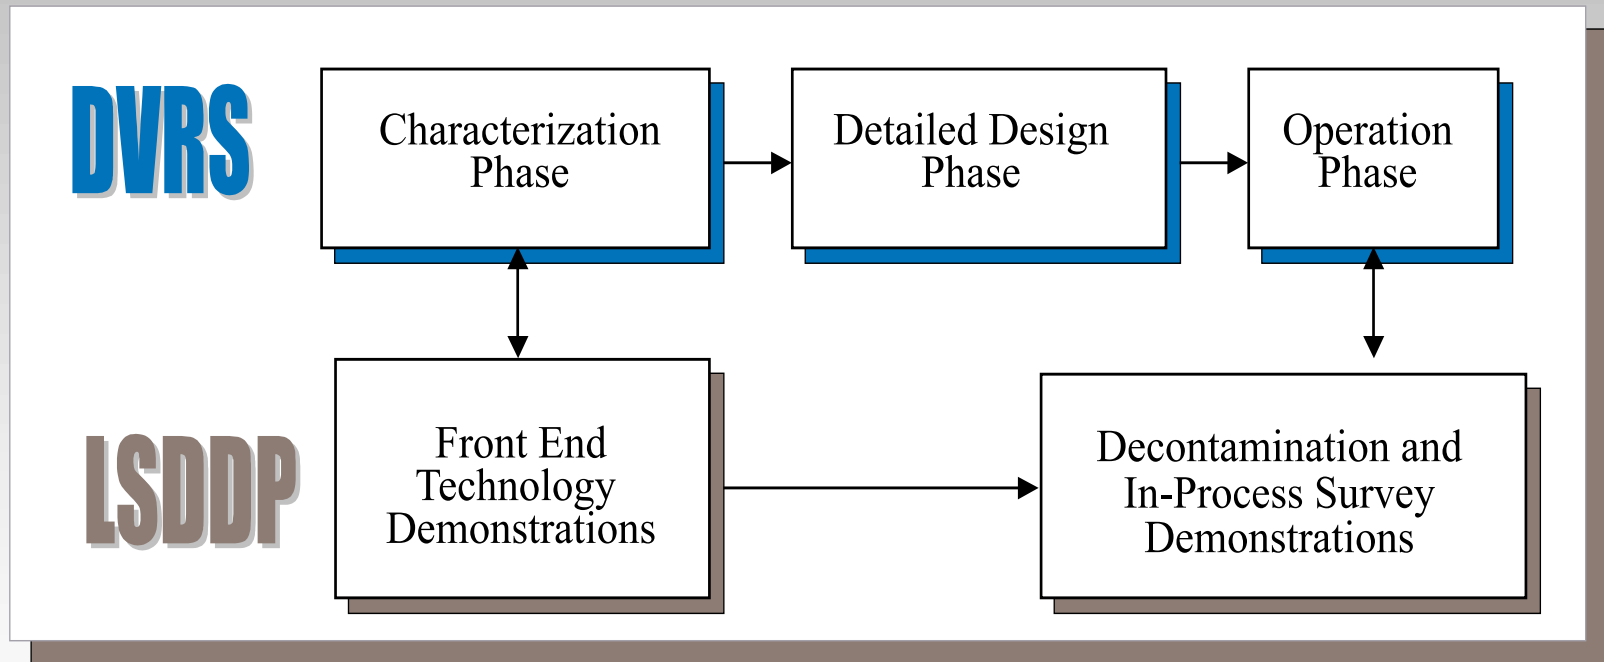 DVRS
Characterization
Phase
Detailed Design
Phase
Operation
Phase
LSDDP
Front End
Technology
Demonstrations
Decontamination and
In-Process Survey
Demonstrations